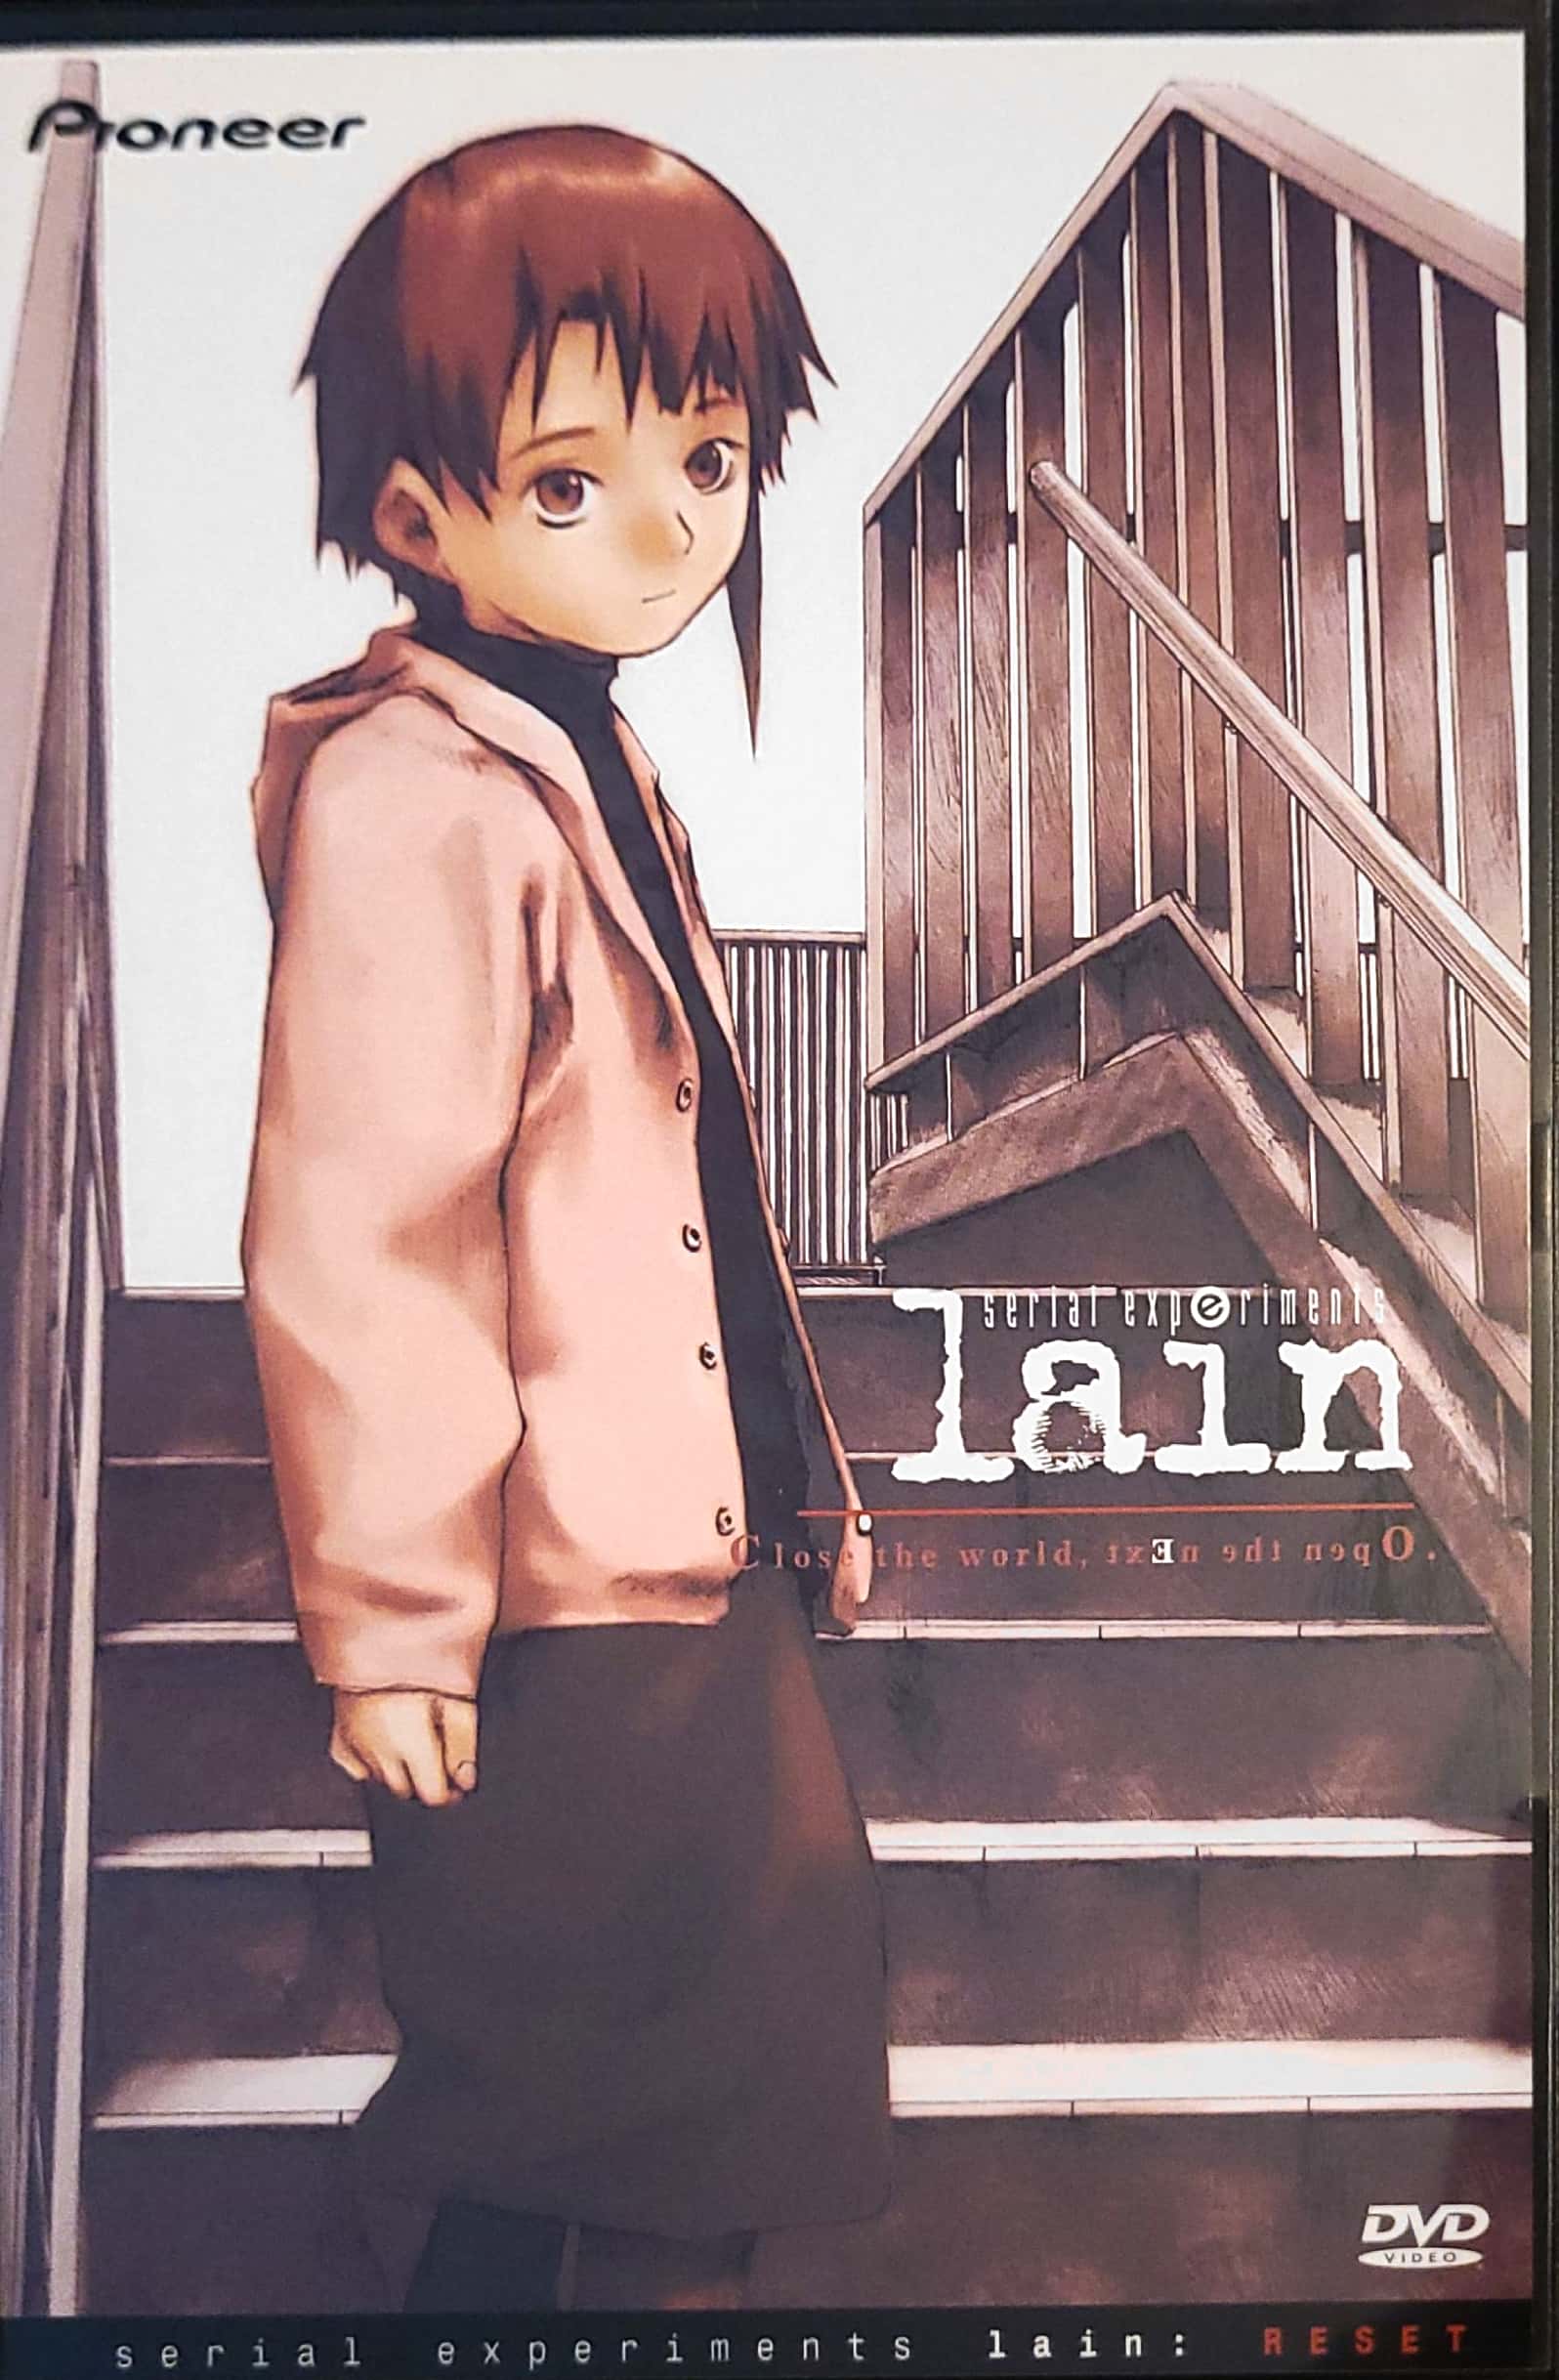 Pioneer
serial experiments
lain
Close the world, txEn eht nepO.
DVD
VIDEO
serial experiments lain: RESET